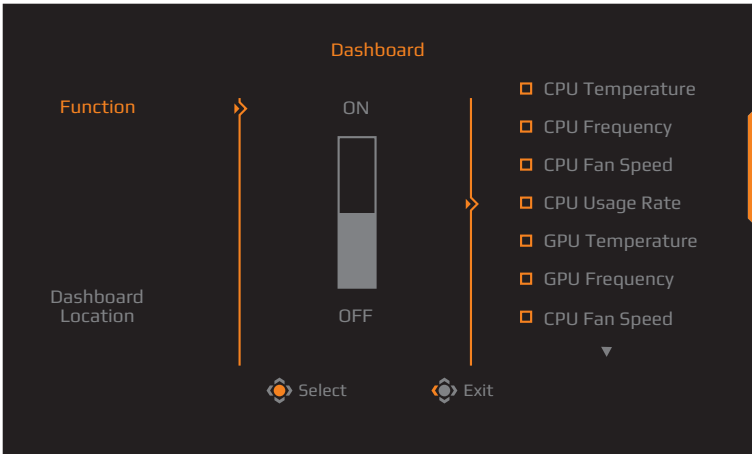 Dashboard
Function
ON
OFF
Dashboard
Location
CPU Temperature
CPU Frequency
CPU Fan Speed
CPU Usage Rate
GPU Temperature
GPU Frequency
CPU Fan Speed
Select
Exit